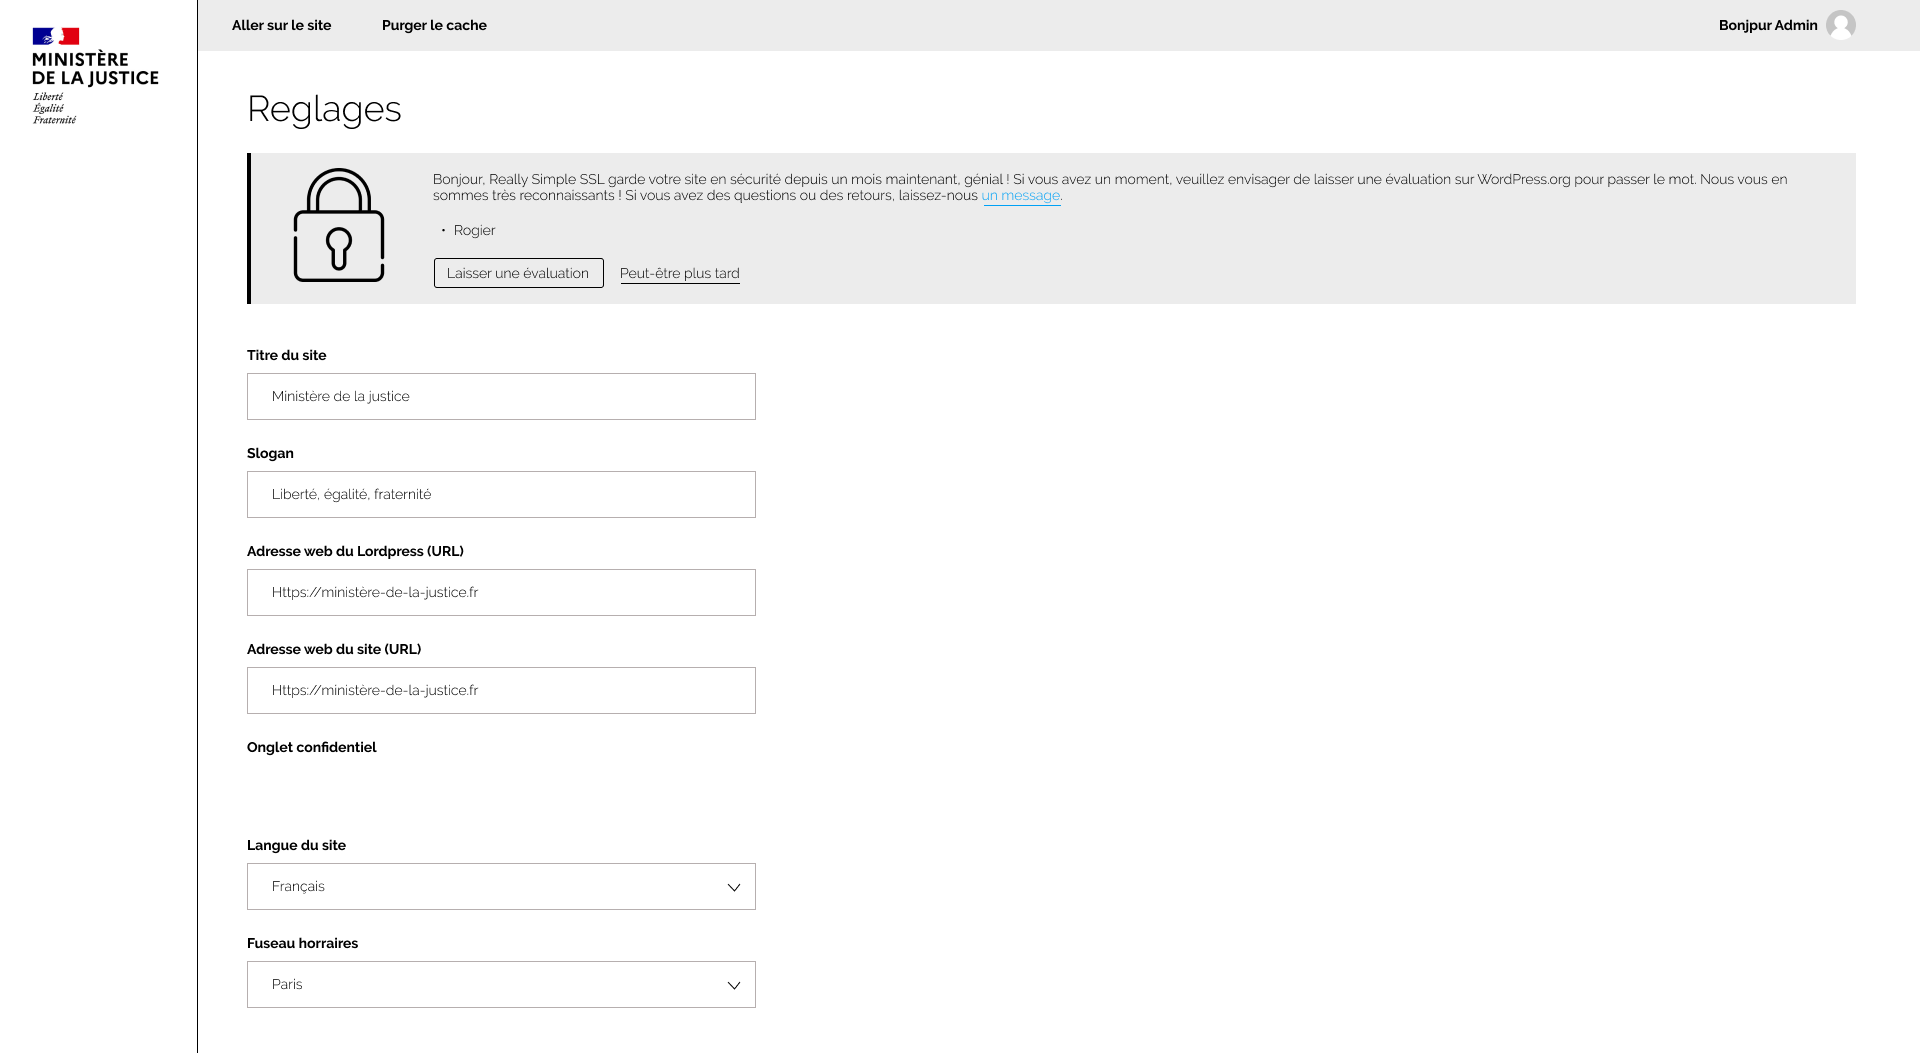 Aller sur le site
Purger le cache
Bonjpur Admin
MINISTÈRE
DE LA JUSTICE
Liberté
Égalité
Fraternité
Reglages
Bonjour, Really Simple SSL garde votre site en sécurité depuis un mois maintenant, génial ! Si vous avez un moment, veuillez envisager de laisser une évaluation sur WordPress.org pour passer le mot. Nous vous en
sommes très reconnaissants ! Si vous avez des questions ou des retours, laissez-nous un message.
• Rogier
Laisser une évaluation
Peut-être plus tard
Titre du site
Ministère de la justice
Slogan
Liberté, égalité, fraternité
Adresse web du Lordpress (URL)
Https://ministère-de-la-justice.fr
Adresse web du site (URL)
Https://ministère-de-la-justice.fr
Onglet confidentiel
Langue du site
Français
Fuseau horraires
Paris